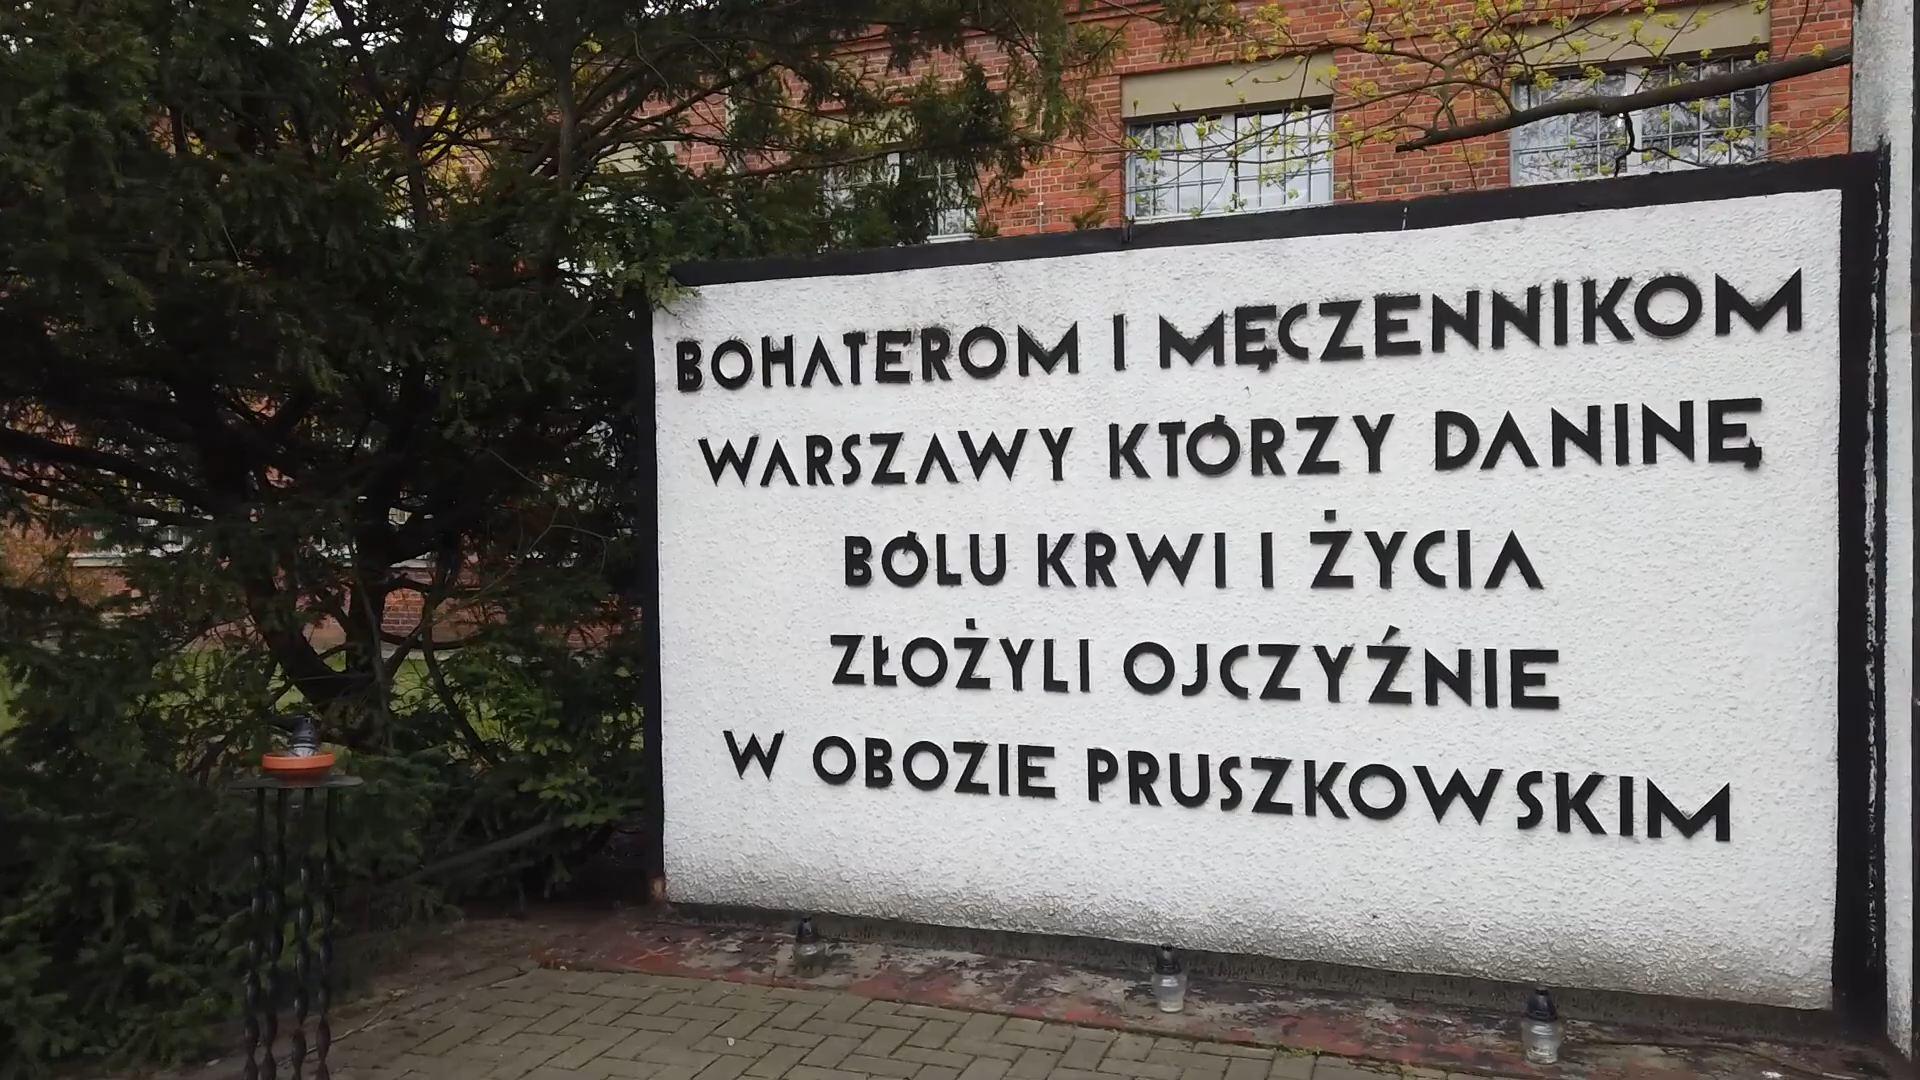 BOHATEROM I MĘCZENNIKOM
WARSZAWY KTÓRZY DANINĘ
BÓLU KRWI I ŻYCIA
ZŁOŻYLI OJCZYŹNIE
W OBOZIE PRUSZKOWSKIM